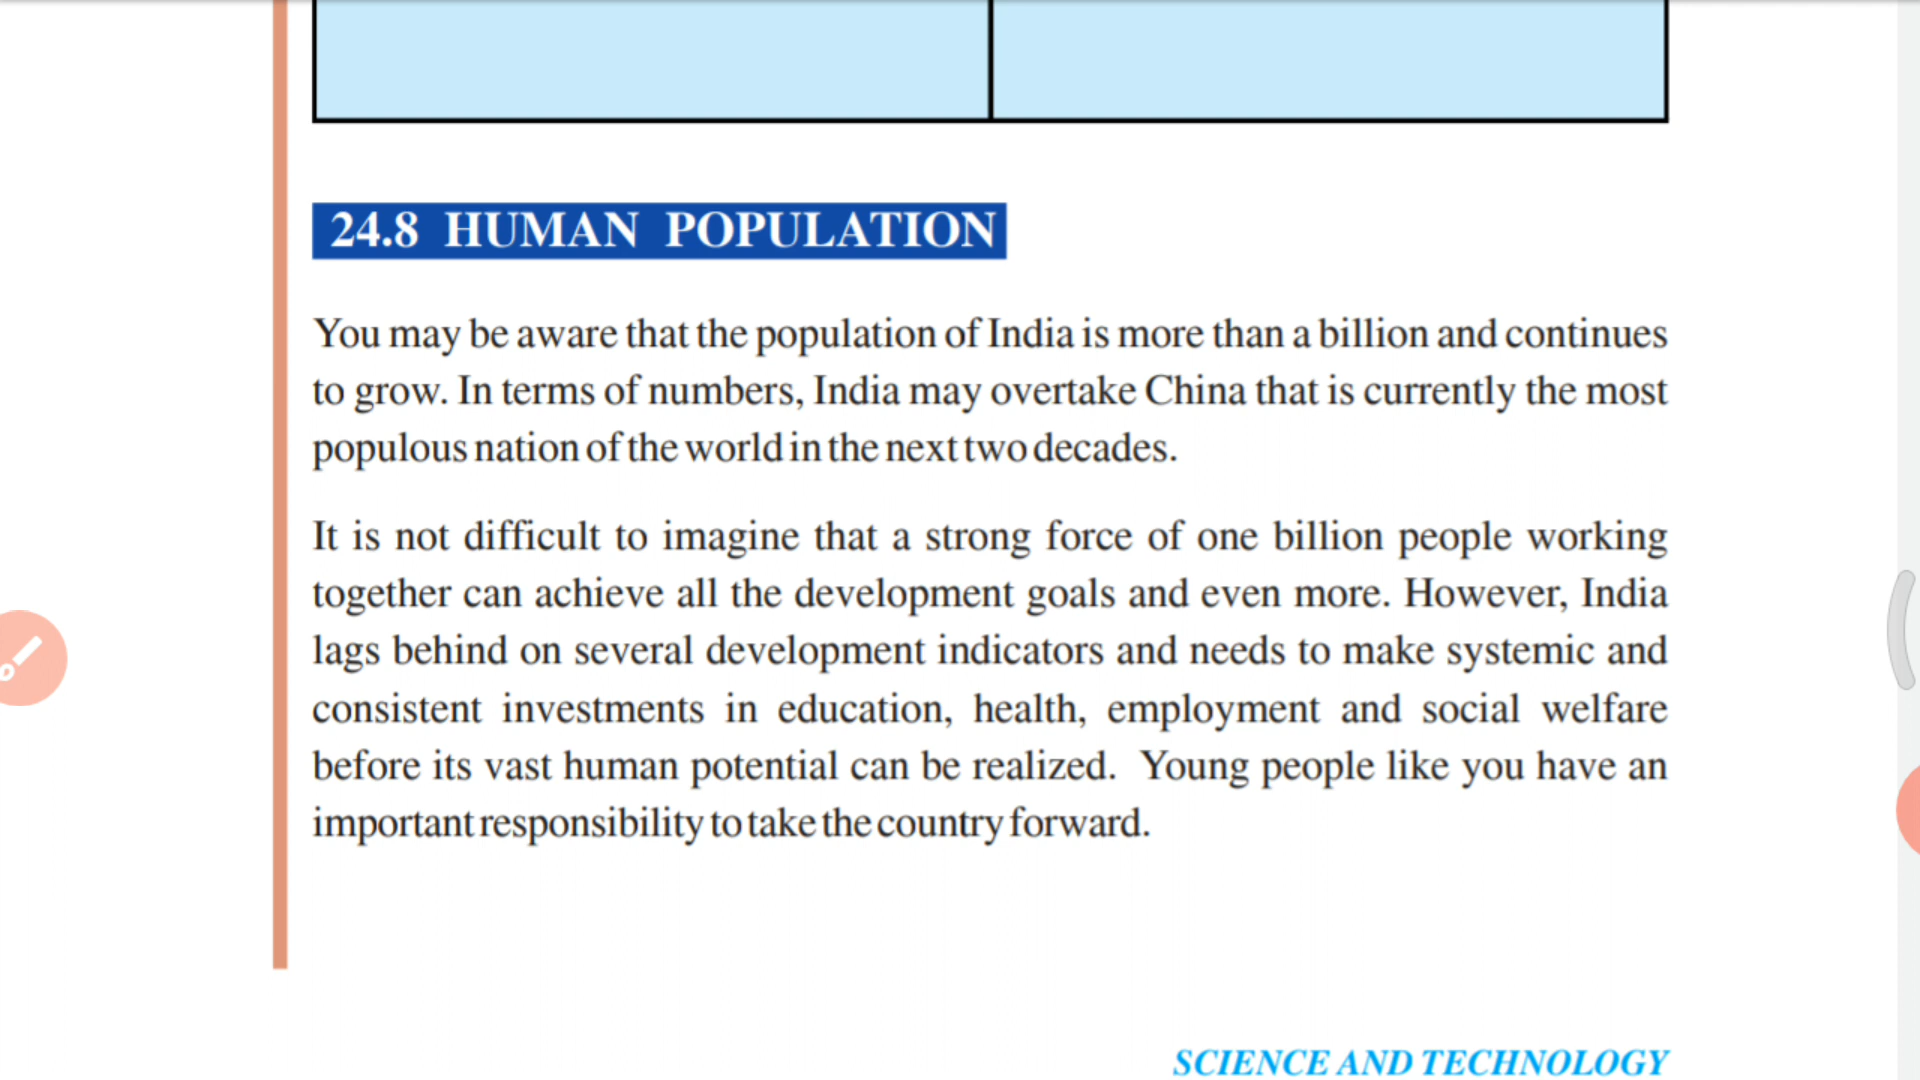 24.8 HUMAN POPULATION
You may be aware that the population of India is more than a billion and continues
to grow. In terms of numbers, India may overtake China that is currently the most
populous nation of the world in the next two decades.
It is not difficult to imagine that a strong force of one billion people working
together can achieve all the development goals and even more. However, India
lags behind on several development indicators and needs to make systemic and
consistent investments in education, health, employment and social welfare
before its vast human potential can be realized. Young people like you have an
important responsibility to take the country forward.
SCIENCE AND TECHNOLOGY